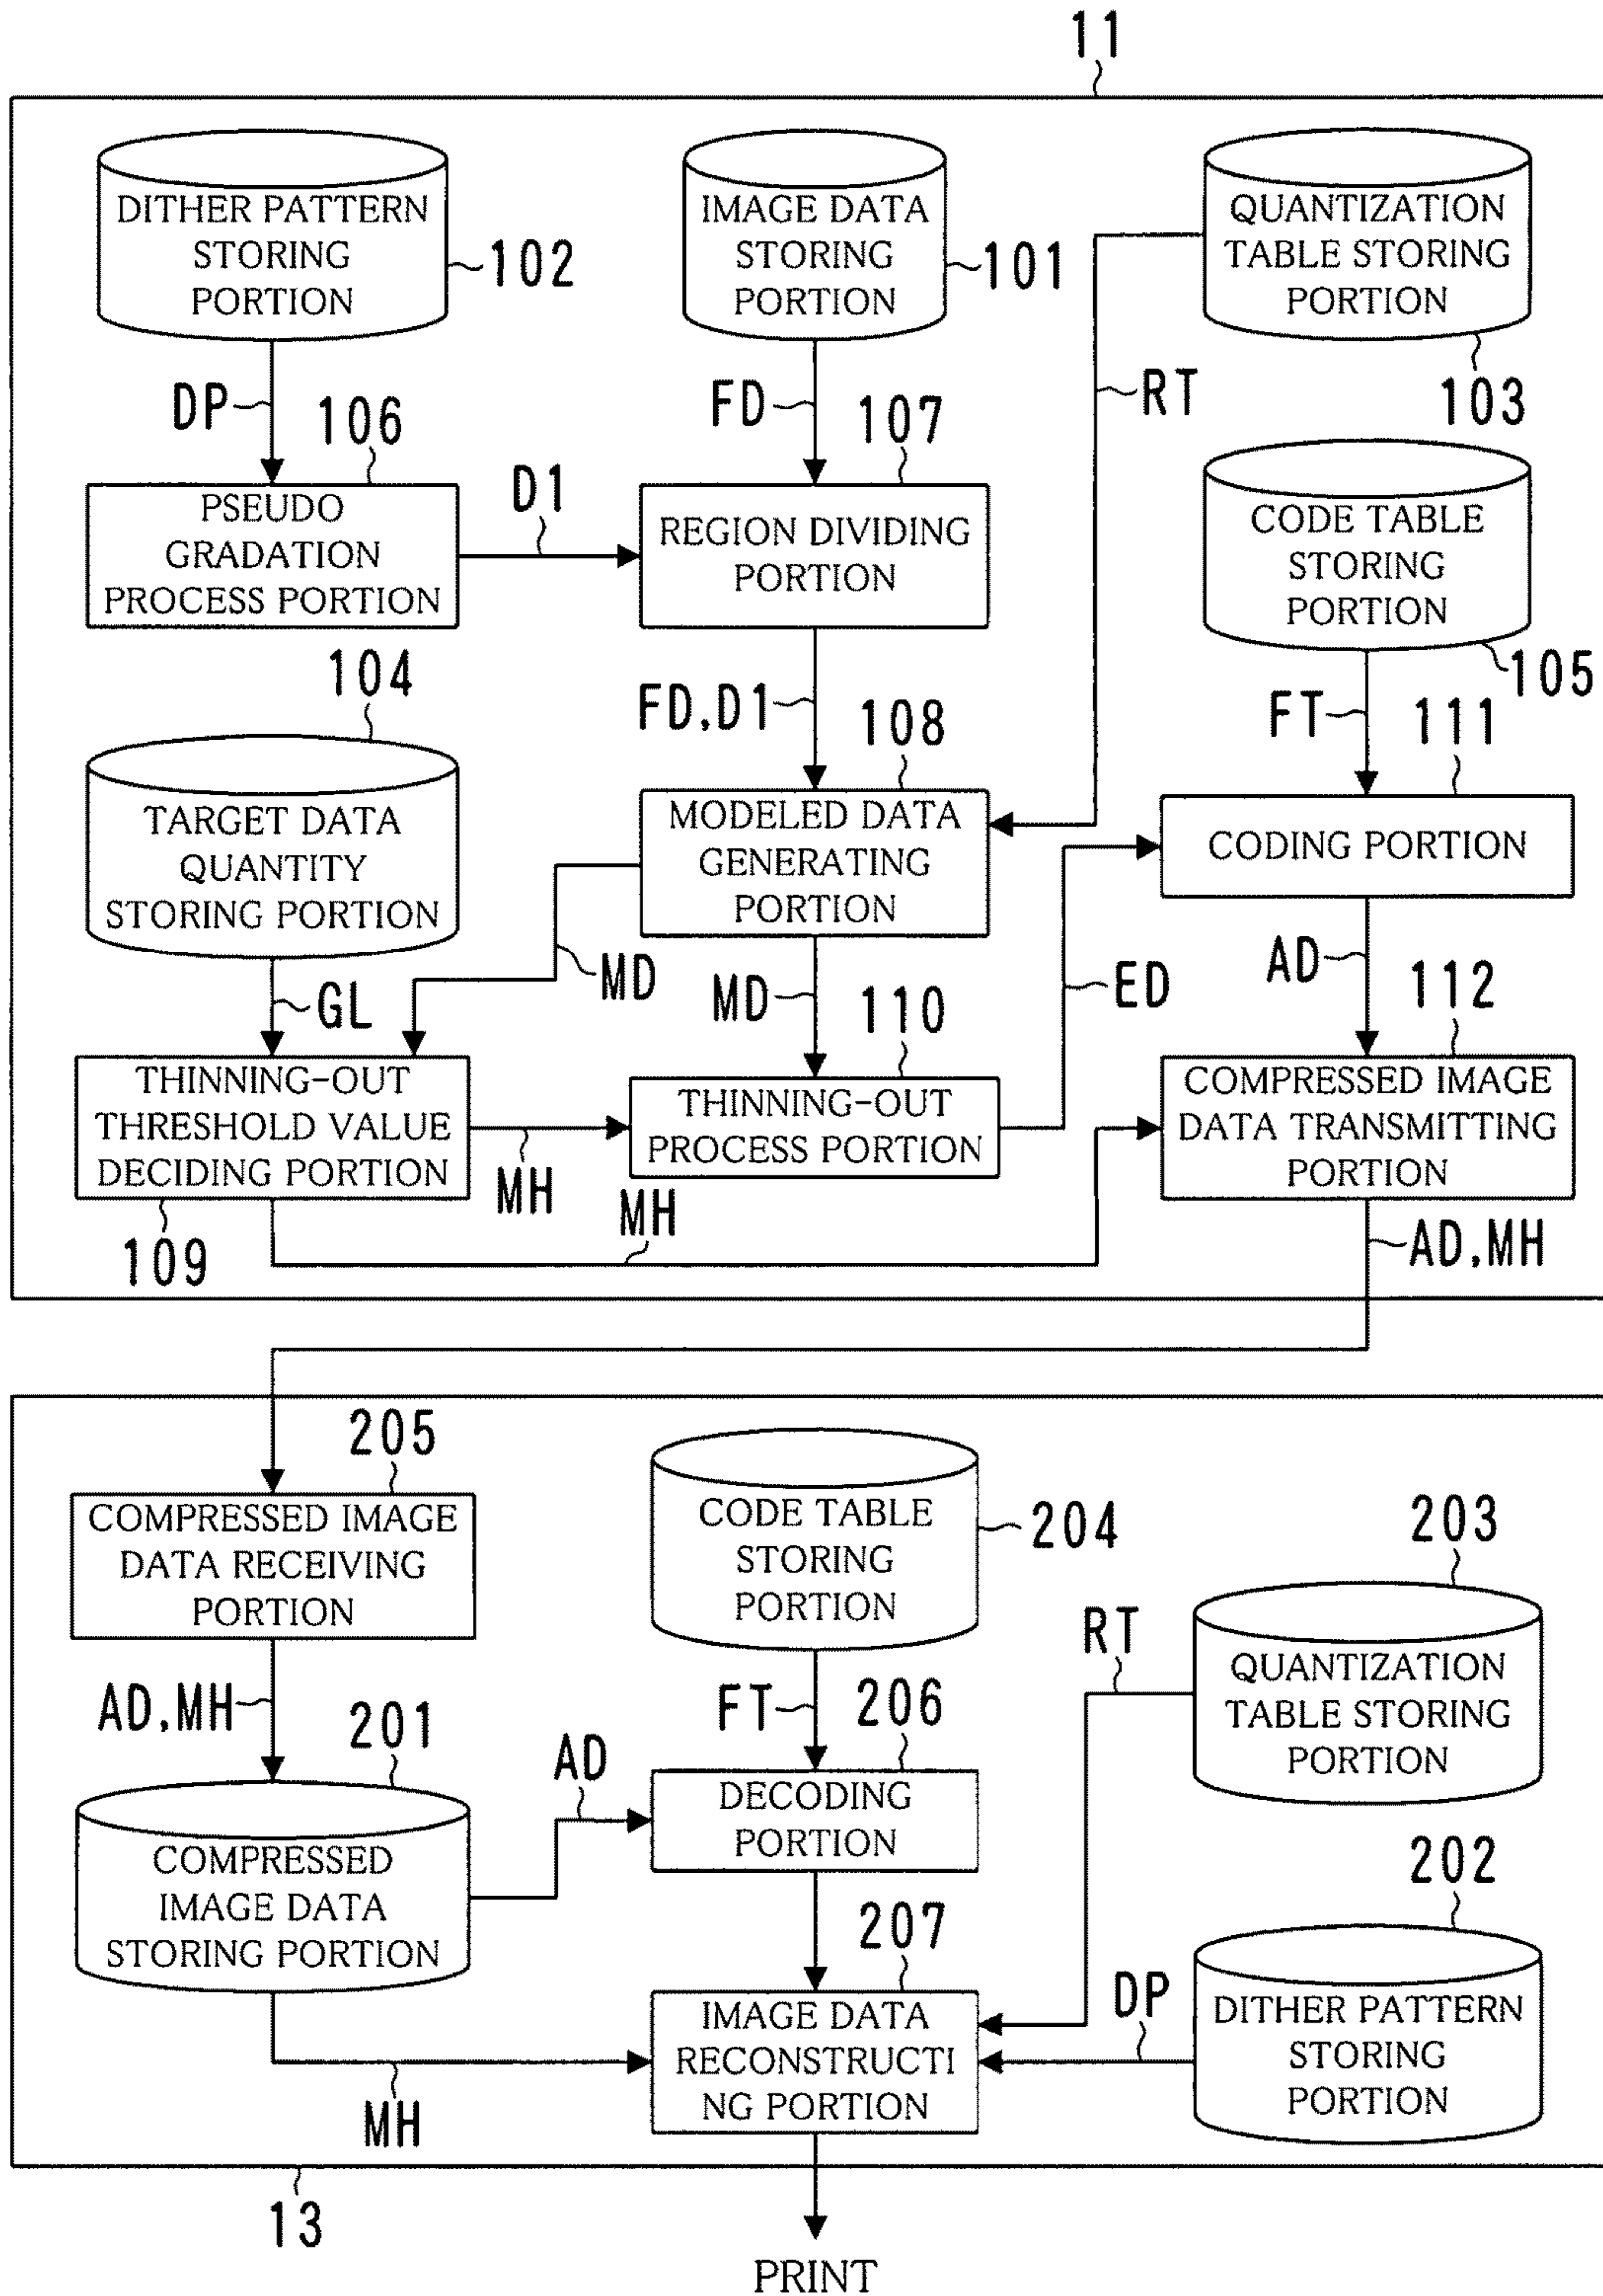 11
DITHER PATTERN
STORING
PORTION
102
IMAGE DATA
STORING
PORTION
101
QUANTIZATION
TABLE STORING
PORTION
103
DP
106
FD
107
RT
PSEUDO
GRADATION
PROCESS PORTION
D1
REGION DIVIDING
PORTION
CODE TABLE
STORING
PORTION
105
104
FD,D1
108
FT
111
TARGET DATA
QUANTITY
STORING PORTION
MODELED DATA
GENERATING
PORTION
CODING PORTION
GL
MD
MD
110
ED
AD
112
THINNING-OUT
THRESHOLD VALUE
DECIDING PORTION
109
MH
THINNING-OUT
PROCESS PORTION
MH
COMPRESSED IMAGE
DATA TRANSMITTING
PORTION
AD,MH
205
COMPRESSED IMAGE
DATA RECEIVING
PORTION
CODE TABLE
STORING
PORTION
204
203
QUANTIZATION
TABLE STORING
PORTION
RT
AD,MH
201
FT
206
AD
DECODING
PORTION
COMPRESSED
IMAGE DATA
STORING PORTION
207
202
DITHER PATTERN
STORING
PORTION
DP
IMAGE DATA
RECONSTRUCTI
NG PORTION
MH
13
PRINT